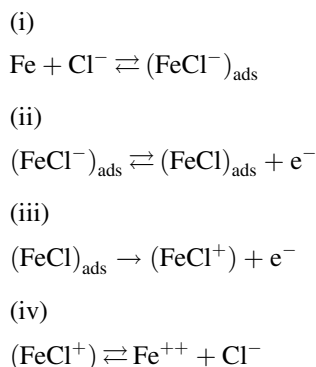 (i)
Fe + Cl⁻ ⇄ (FeCl⁻)ₐdₛ
(ii)
(FeCl⁻)ₐdₛ ⇄ (FeCl)ₐdₛ + e⁻
(iii)
(FeCl)ₐdₛ → (FeCl⁺) + e⁻
(iv)
(FeCl⁺) ⇄ Fe⁺⁺ + Cl⁻